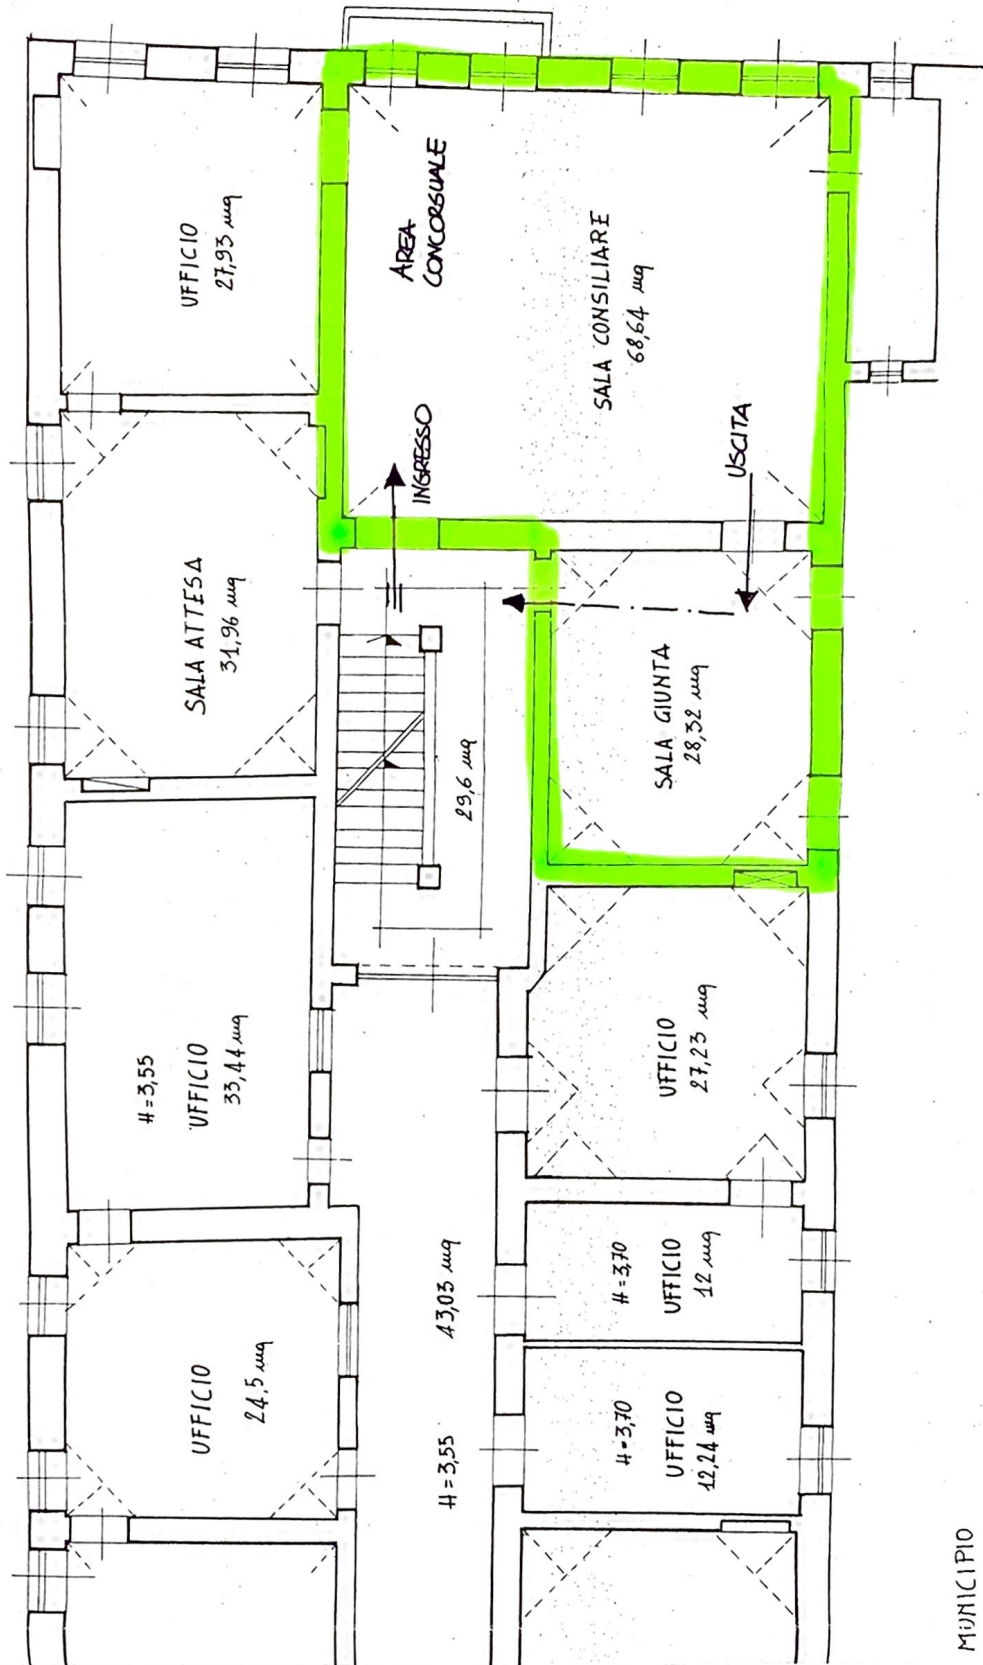 UFFICIO
27,93 mq
AREA
CONCORSUALE
SALA CONSILIARE
68,64 mq
INGRESSO
USCITA
SALA ATTESA
31,96 mq
SALA GIUNTA
28,32 mq
29,6 mq
H=3,55
UFFICIO
33,44 mq
UFFICIO
27,23 mq
H=3,70
UFFICIO
12 mq
UFFICIO
24,5 mq
H=3,55 43,03 mq
H=3,70
UFFICIO
12,24 mq
MUNICIPIO